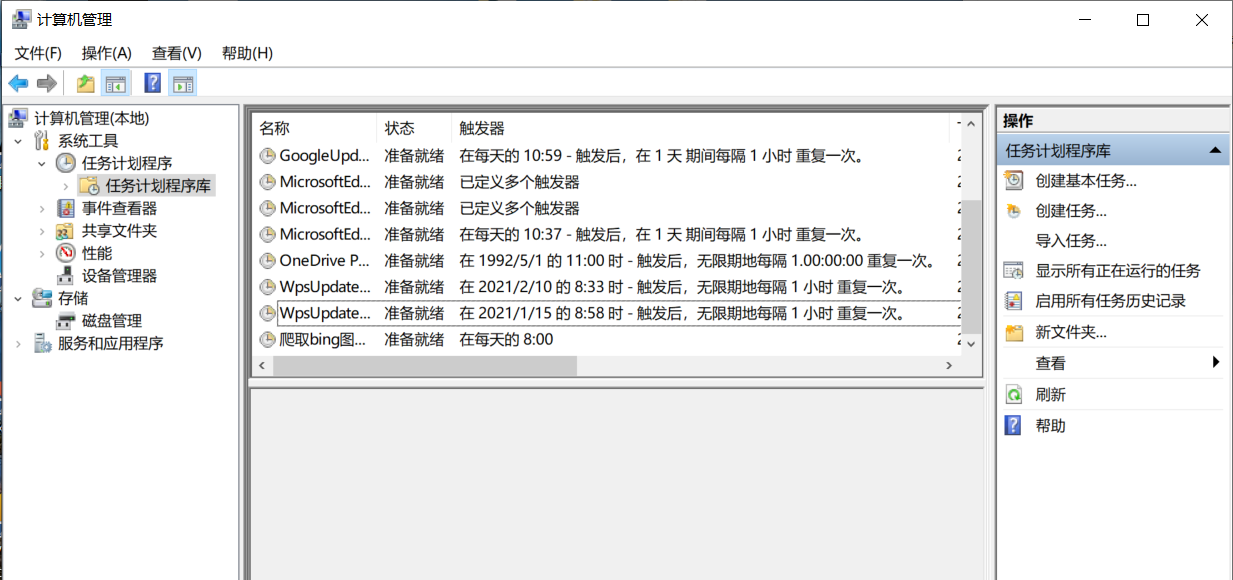 计算机管理
文件(F) 操作(A) 查看(V) 帮助(H)
计算机管理(本地)
系统工具
任务计划程序
任务计划程序库
事件查看器
共享文件夹
性能
设备管理器
存储
磁盘管理
服务和应用程序
名称 状态 触发器
GoogleUpd... 准备就绪 在每天的 10:59 - 触发后，在 1 天 期间每隔 1 小时 重复一次。
MicrosoftEd... 准备就绪 已定义多个触发器
MicrosoftEd... 准备就绪 已定义多个触发器
MicrosoftEd... 准备就绪 在每天的 10:37 - 触发后，在 1 天 期间每隔 1 小时 重复一次。
OneDrive P... 准备就绪 在 1992/5/1 的 11:00 时 - 触发后，无限期地每隔 1.00:00:00 重复一次。
WpsUpdate... 准备就绪 在 2021/2/10 的 8:33 时 - 触发后，无限期地每隔 1 小时 重复一次。
WpsUpdate... 准备就绪 在 2021/1/15 的 8:58 时 - 触发后，无限期地每隔 1 小时 重复一次。
爬取bing图... 准备就绪 在每天的 8:00
操作
任务计划程序库
创建基本任务...
创建任务...
导入任务...
显示所有正在运行的任务
启用所有任务历史记录
新文件夹...
查看
刷新
帮助